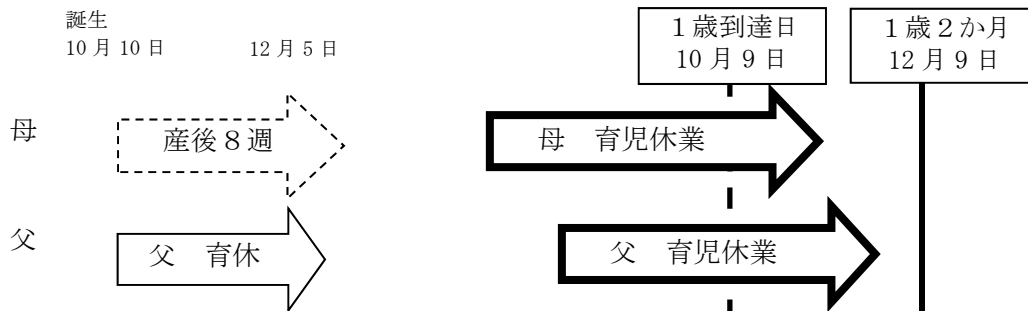 誕生
10月10日 12月5日
１歳到達日
10月9日
１歳２か月
12月9日
母
産後８週
母 育児休業
父
父 育休
父 育児休業